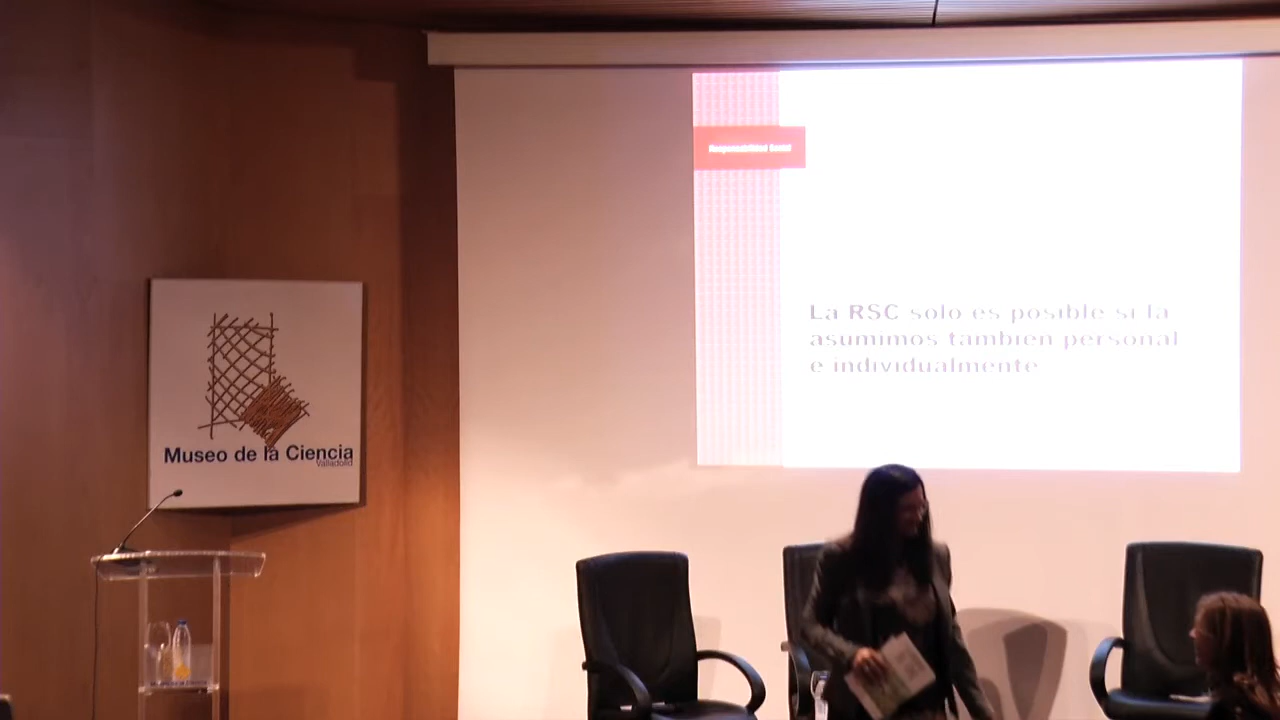 Responsabilidad Social
La RSC solo es posible si la
asumimos tambien personal
e individualmente
Museo de la Ciencia
Valladolid